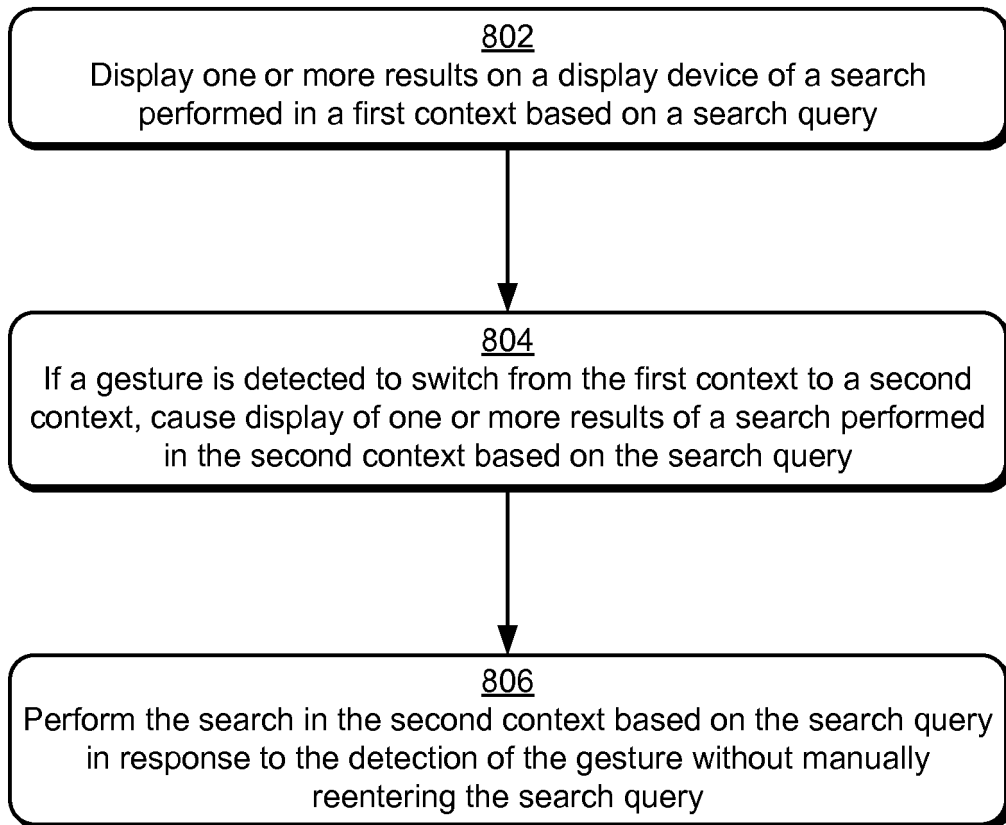 802
Display one or more results on a display device of a search
performed in a first context based on a search query
804
If a gesture is detected to switch from the first context to a second
context, cause display of one or more results of a search performed
in the second context based on the search query
806
Perform the search in the second context based on the search query
in response to the detection of the gesture without manually
reentering the search query